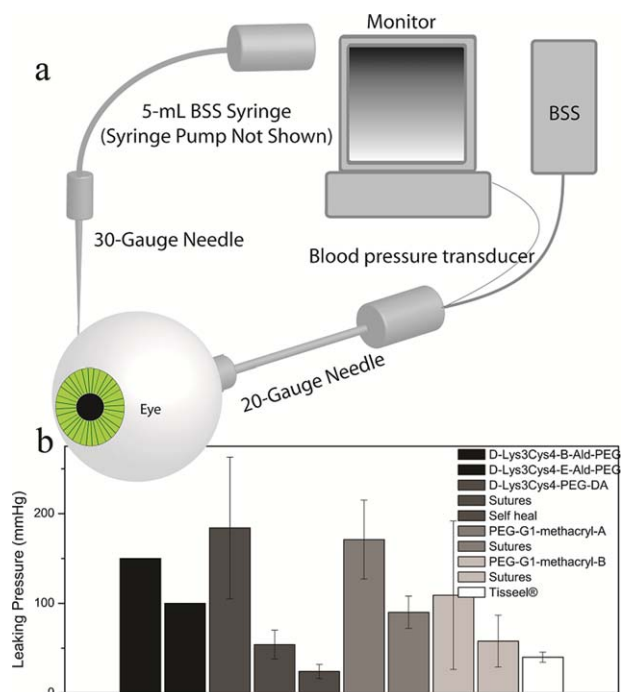 a
Monitor
5-mL BSS Syringe
(Syringe Pump Not Shown)
BSS
30-Gauge Needle
Blood pressure transducer
20-Gauge Needle
Eye
b
Leaking Pressure (mmHg)
200
100
0
D-Lys3Cys4-B-Ald-PEG
D-Lys3Cys4-E-Ald-PEG
D-Lys3Cys4-PEG-DA
Sutures
Self heal
PEG-G1-methacryl-A
Sutures
PEG-G1-methacryl-B
Sutures
Tisseel®